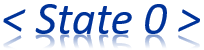 < State 0 >